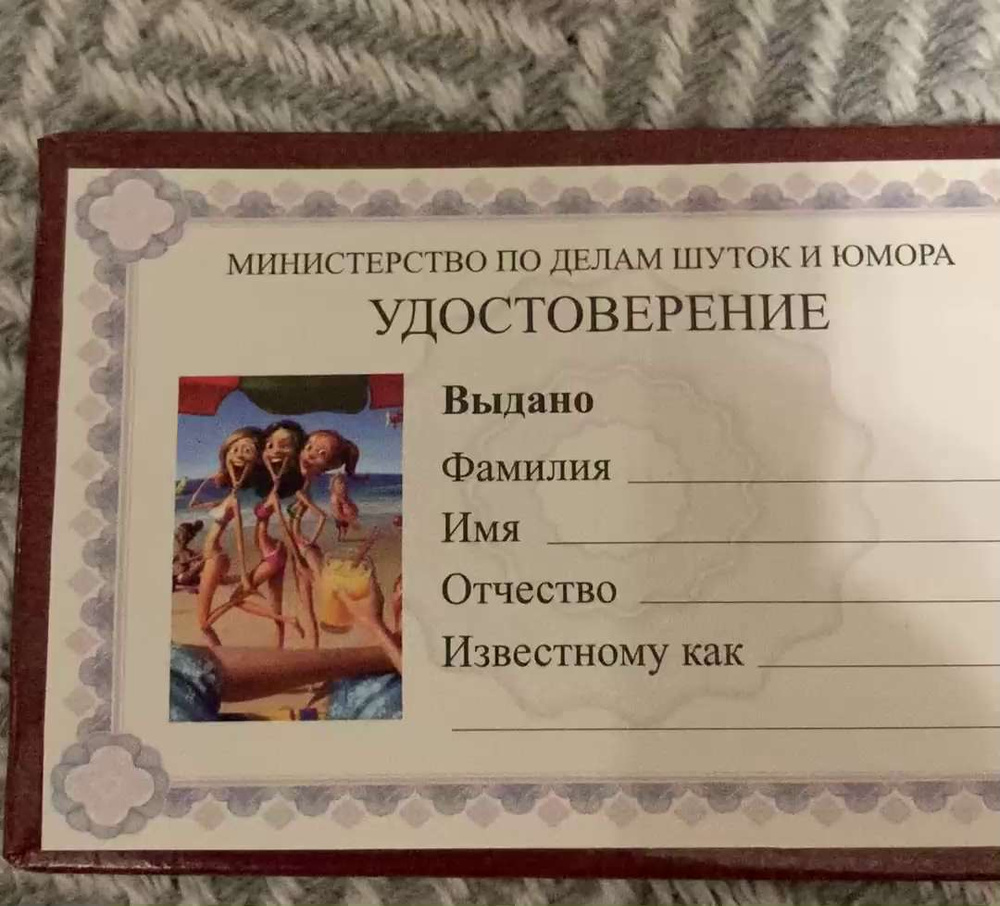 МИНИСТЕРСТВО ПО ДЕЛАМ ШУТОК И ЮМОРА
УДОСТОВЕРЕНИЕ
Выдано
Фамилия
Имя
Отчество
Известному как